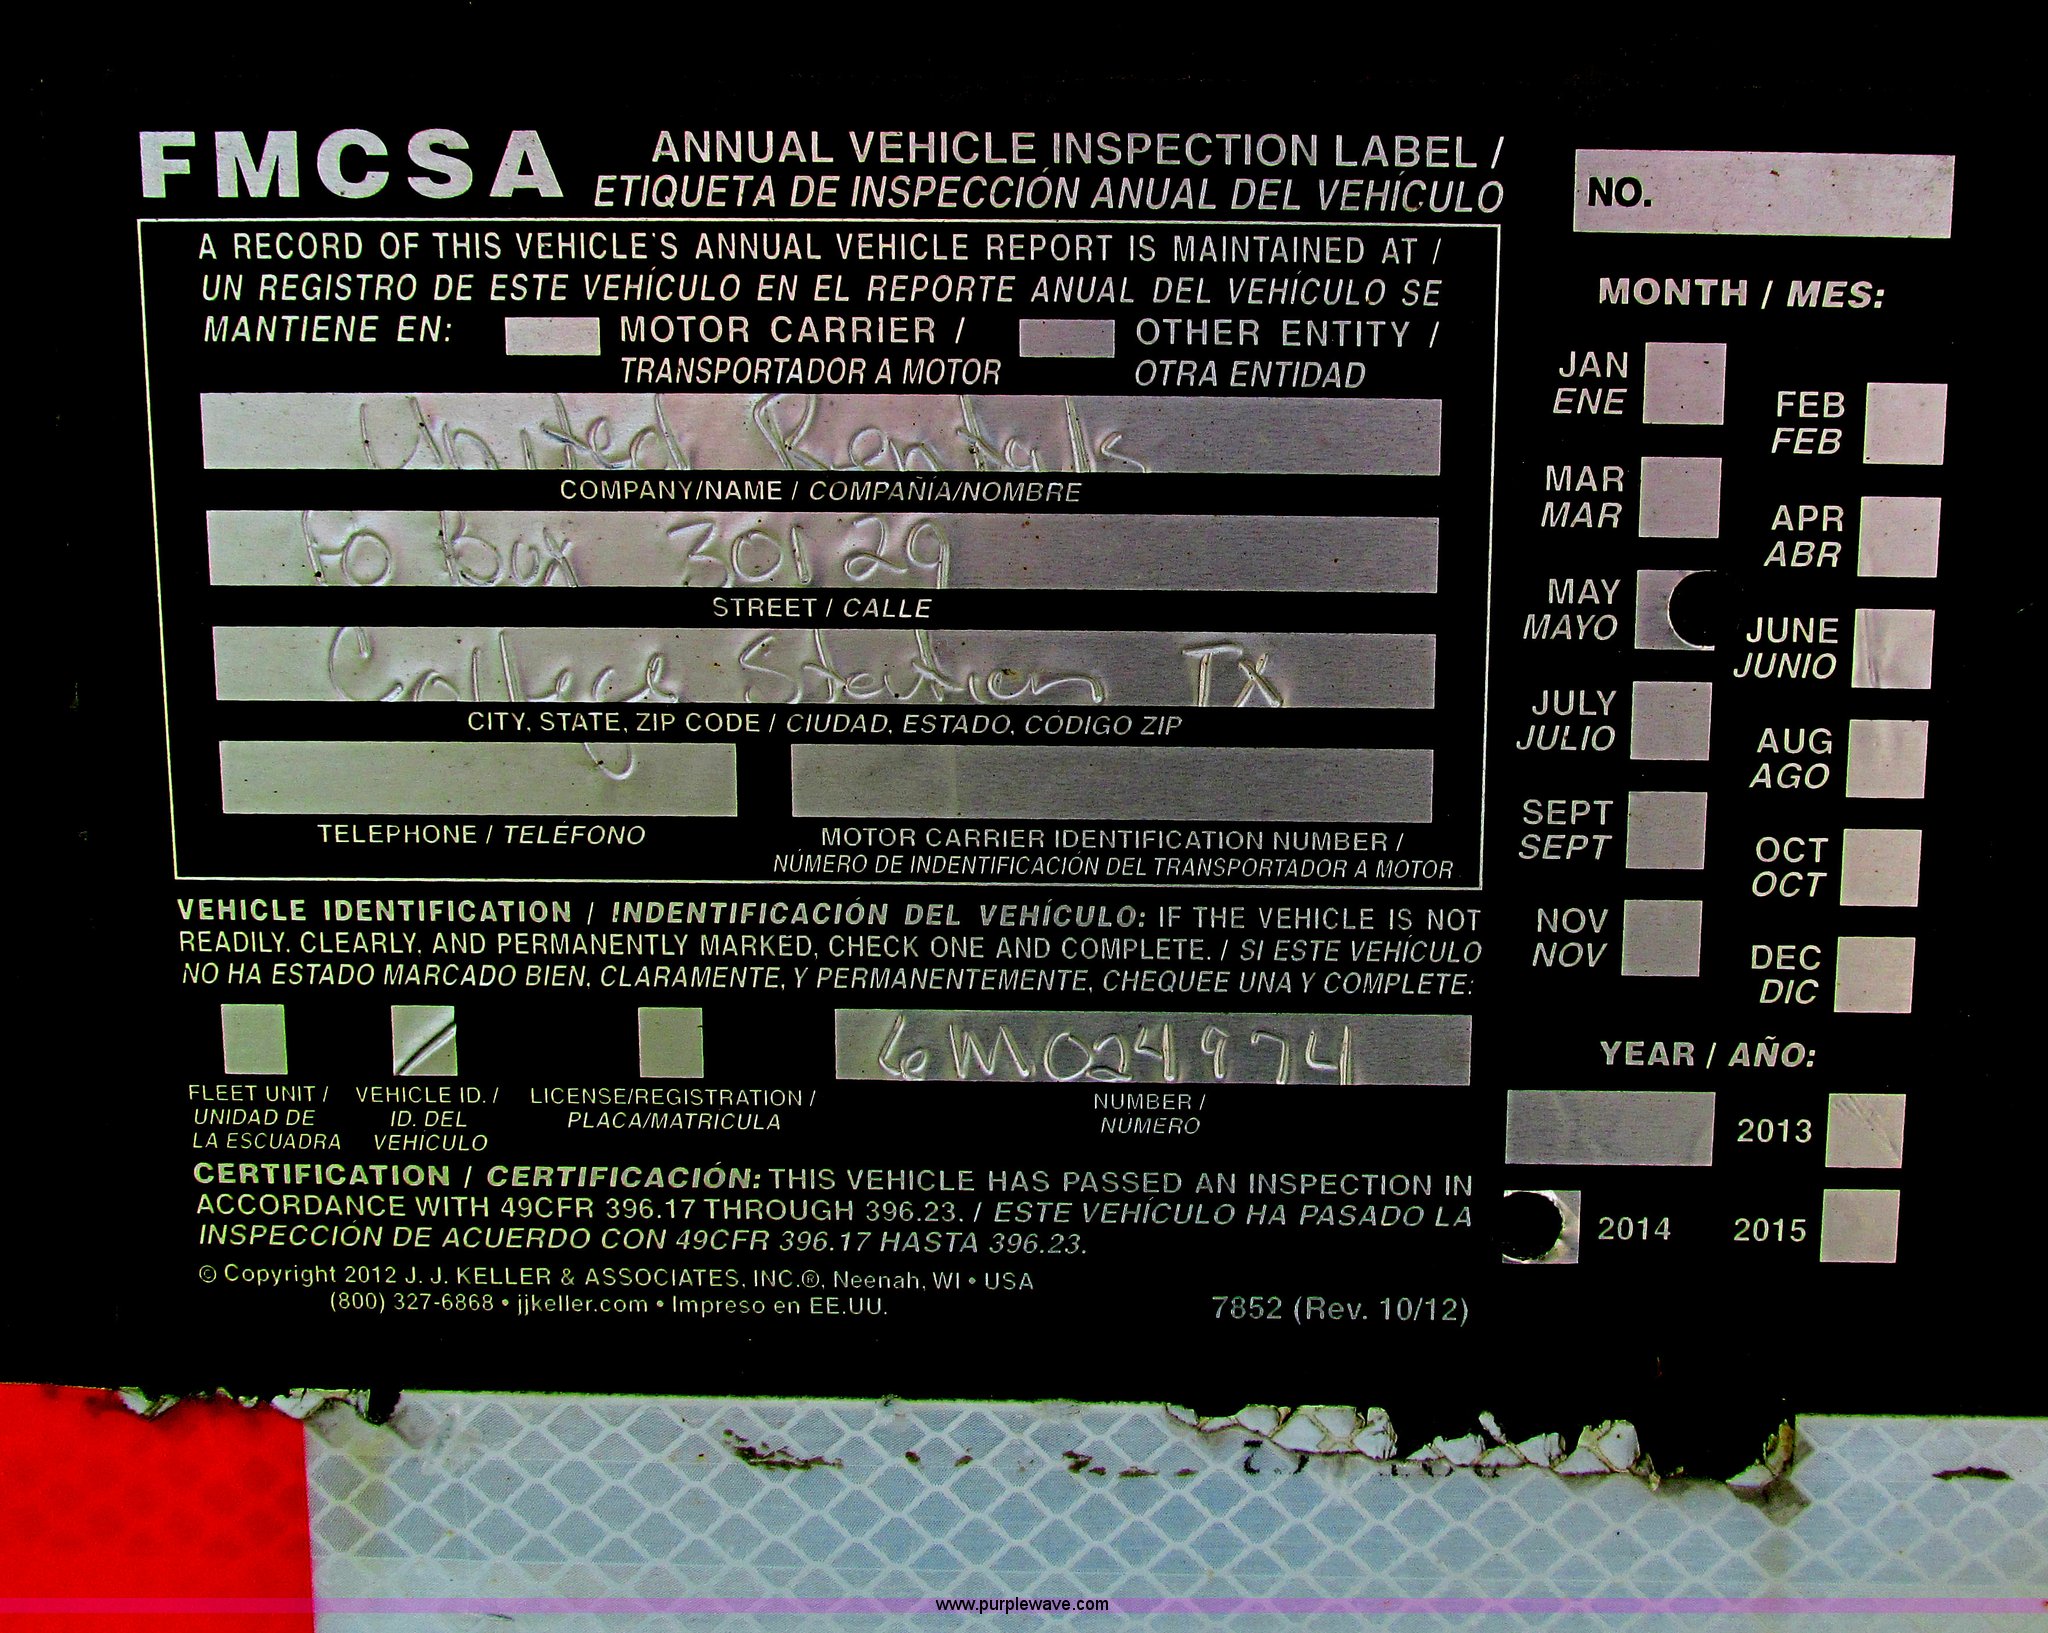 FMCSA
ANNUAL VEHICLE INSPECTION LABEL /
ETIQUETA DE INSPECCIÓN ANUAL DEL VEHÍCULO
A RECORD OF THIS VEHICLE'S ANNUAL VEHICLE REPORT IS MAINTAINED AT /
UN REGISTRO DE ESTE VEHÍCULO EN EL REPORTE ANUAL DEL VEHÍCULO SE
MANTIENE EN: MOTOR CARRIER / OTHER ENTITY /
TRANSPORTADOR A MOTOR OTRA ENTIDAD
United Rentals
COMPANY/NAME / COMPAÑÍA/NOMBRE
PO Box 30129
STREET / CALLE
College Station TX
CITY, STATE, ZIP CODE / CIUDAD, ESTADO, CÓDIGO ZIP
TELEPHONE / TELÉFONO
MOTOR CARRIER IDENTIFICATION NUMBER /
NÚMERO DE INDENTIFICACIÓN DEL TRANSPORTADOR A MOTOR
VEHICLE IDENTIFICATION / INDENTIFICACIÓN DEL VEHÍCULO: IF THE VEHICLE IS NOT
READILY, CLEARLY, AND PERMANENTLY MARKED, CHECK ONE AND COMPLETE. / SI ESTE VEHÍCULO
NO HA ESTADO MARCADO BIEN, CLARAMENTE, Y PERMANENTEMENTE, CHEQUEE UNA Y COMPLETE:
6M024974
FLEET UNIT /
UNIDAD DE
LA ESCUADRA
VEHICLE ID. /
ID. DEL
VEHÍCULO
LICENSE/REGISTRATION /
PLACA/MATRÍCULA
NUMBER /
NÚMERO
CERTIFICATION / CERTIFICACIÓN: THIS VEHICLE HAS PASSED AN INSPECTION IN
ACCORDANCE WITH 49CFR 396.17 THROUGH 396.23. / ESTE VEHÍCULO HA PASADO LA
INSPECCIÓN DE ACUERDO CON 49CFR 396.17 HASTA 396.23.
© Copyright 2012 J. J. KELLER & ASSOCIATES, INC.®, Neenah, WI • USA
(800) 327-6868 • jjkeller.com • Impreso en EE.UU.
7852 (Rev. 10/12)
NO.
MONTH / MES:
JAN
ENE
FEB
FEB
MAR
MAR
APR
ABR
MAY
MAYO
JUNE
JUNIO
JULY
JULIO
AUG
AGO
SEPT
SEPT
OCT
OCT
NOV
NOV
DEC
DIC
YEAR / AÑO:
2013
2014 2015
www.purplewave.com